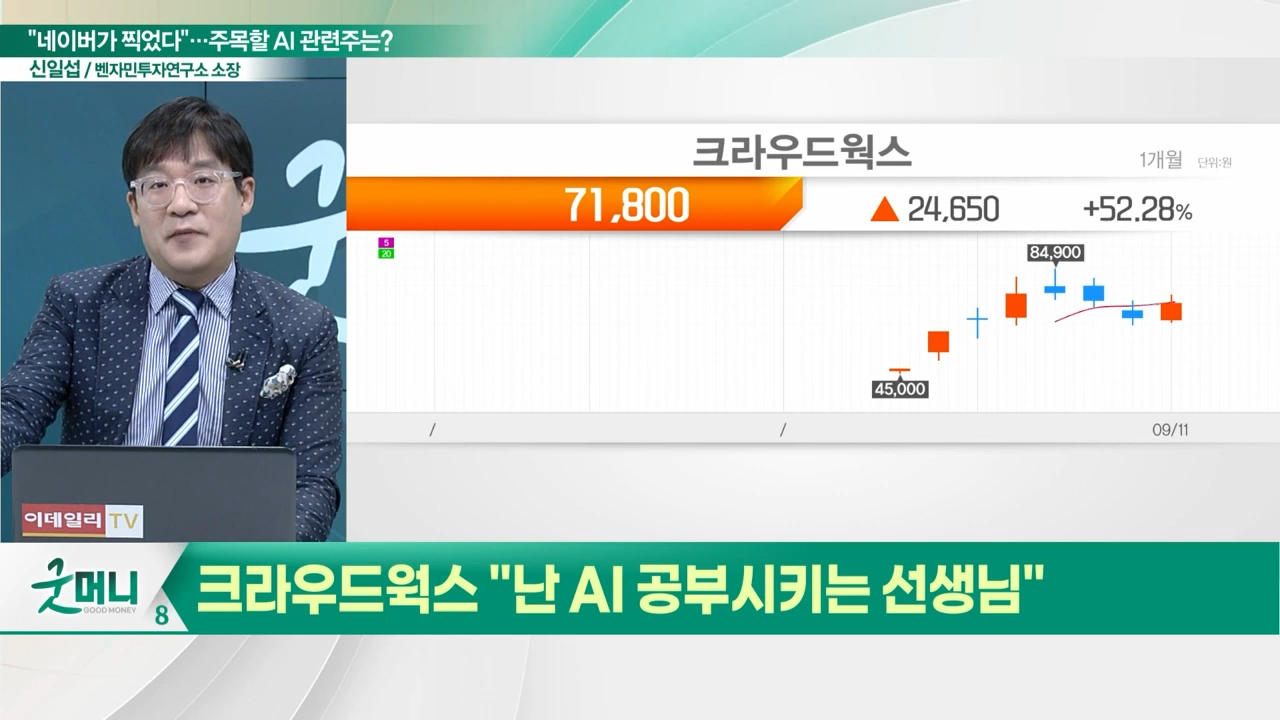 "네이버가 찍었다"…주목할 AI 관련주는?
신일섭 / 벤자민투자연구소 소장
크라우드웍스
1개월 단위:원
71,800 ▲ 24,650 +52.28%
5
20
84,900
45,000
/ / 09/11
이데일리 TV
굿머니
GOOD MONEY
8
크라우드웍스 "난 AI 공부시키는 선생님"